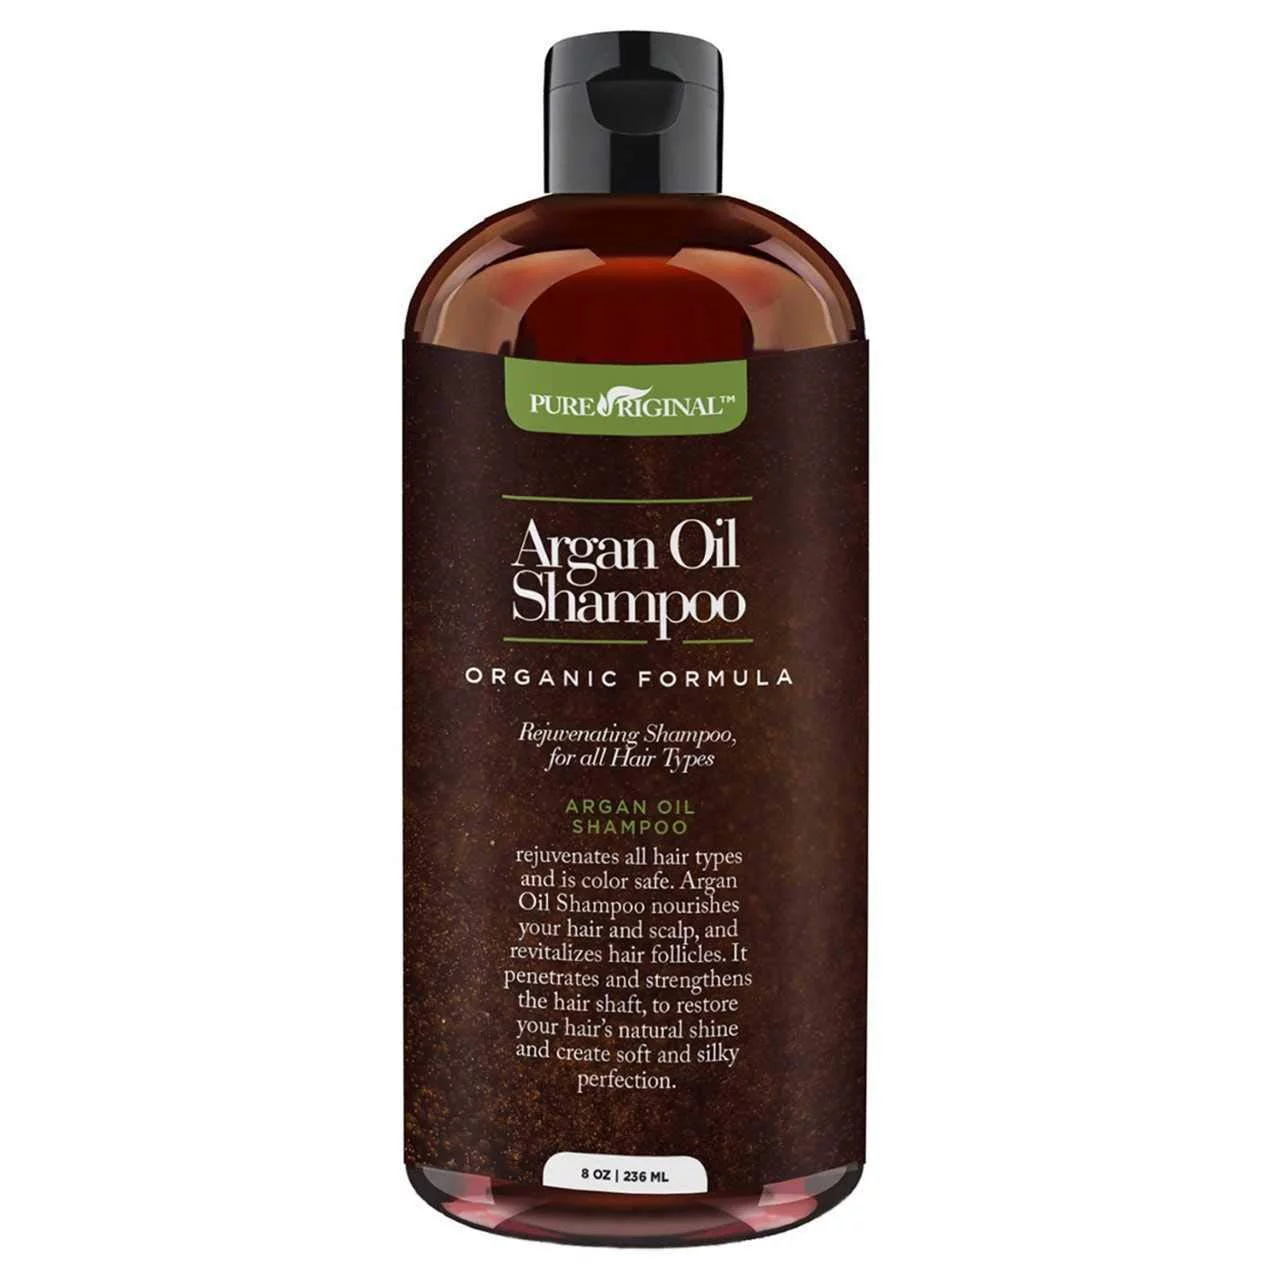 PURE RIGINAL™
Argan Oil
Shampoo
ORGANIC FORMULA
Rejuvenating Shampoo,
for all Hair Types
ARGAN OIL
SHAMPOO
rejuvenates all hair types
and is color safe. Argan
Oil Shampoo nourishes
your hair and scalp, and
revitalizes hair follicles. It
penetrates and strengthens
the hair shaft, to restore
your hair's natural shine
and create soft and silky
perfection.
8 OZ | 236 ML